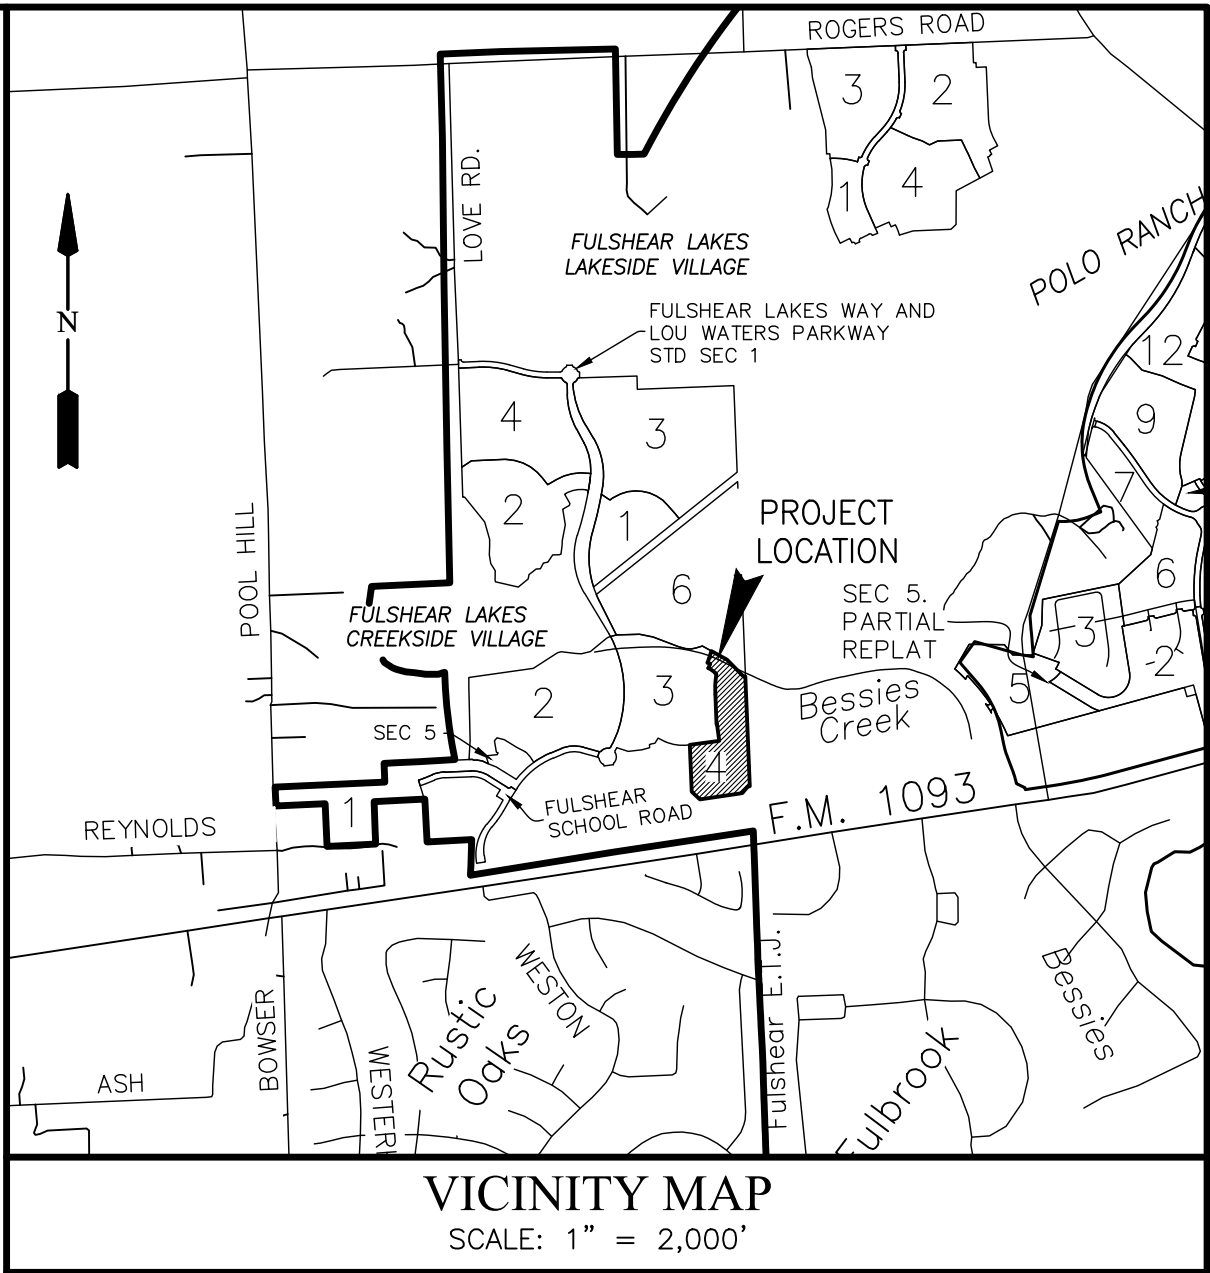 ROGERS ROAD
3
2
1
4
LOVE RD.
POLO RANCH
FULSHEAR LAKES
LAKESIDE VILLAGE
FULSHEAR LAKES WAY AND
LOU WATERS PARKWAY
STD SEC 1
N
12
9
7
6
4
3
2
1
6
PROJECT
LOCATION
POOL HILL
SEC 5.
PARTIAL
REPLAT
3
2
5
FULSHEAR LAKES
CREEKSIDE VILLAGE
2
3
Bessies
Creek
SEC 5
4
1
FULSHEAR
SCHOOL ROAD
F.M. 1093
REYNOLDS
WESTON
Rustic
Oaks
BOWSER
WESTER
ASH
Fulshear E.T.J.
Fulbrook
Bessies
VICINITY MAP
SCALE: 1" = 2,000'